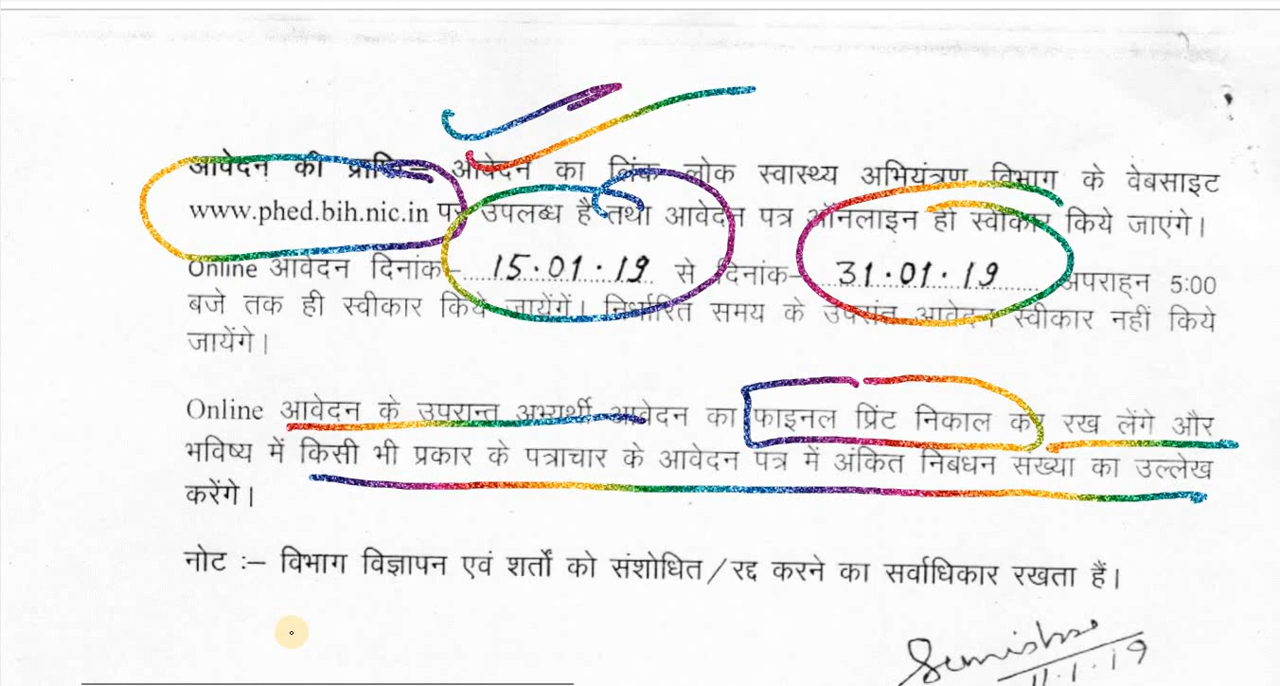 आवेदन की प्राप्ति:– आवेदन का लिंक लोक स्वास्थ्य अभियंत्रण विभाग के वेबसाइट
www.phed.bih.nic.in पर उपलब्ध है तथा आवेदन पत्र ऑनलाइन ही स्वीकार किये जाएंगे।
Online आवेदन दिनांक–....15.01.19.... से दिनांक–....31.01.19.... अपराह्न 5:00
बजे तक ही स्वीकार किये जायेंगें। निर्धारित समय के उपरांत आवेदन स्वीकार नहीं किये
जायेंगे।
Online आवेदन के उपरान्त अभ्यर्थी आवेदन का फाइनल प्रिंट निकाल कर रख लेंगे और
भविष्य में किसी भी प्रकार के पत्राचार के आवेदन पत्र में अंकित निबंधन संख्या का उल्लेख
करेंगे।
नोट :– विभाग विज्ञापन एवं शर्तों को संशोधित/रद्द करने का सर्वाधिकार रखता हैं।
11.1.19